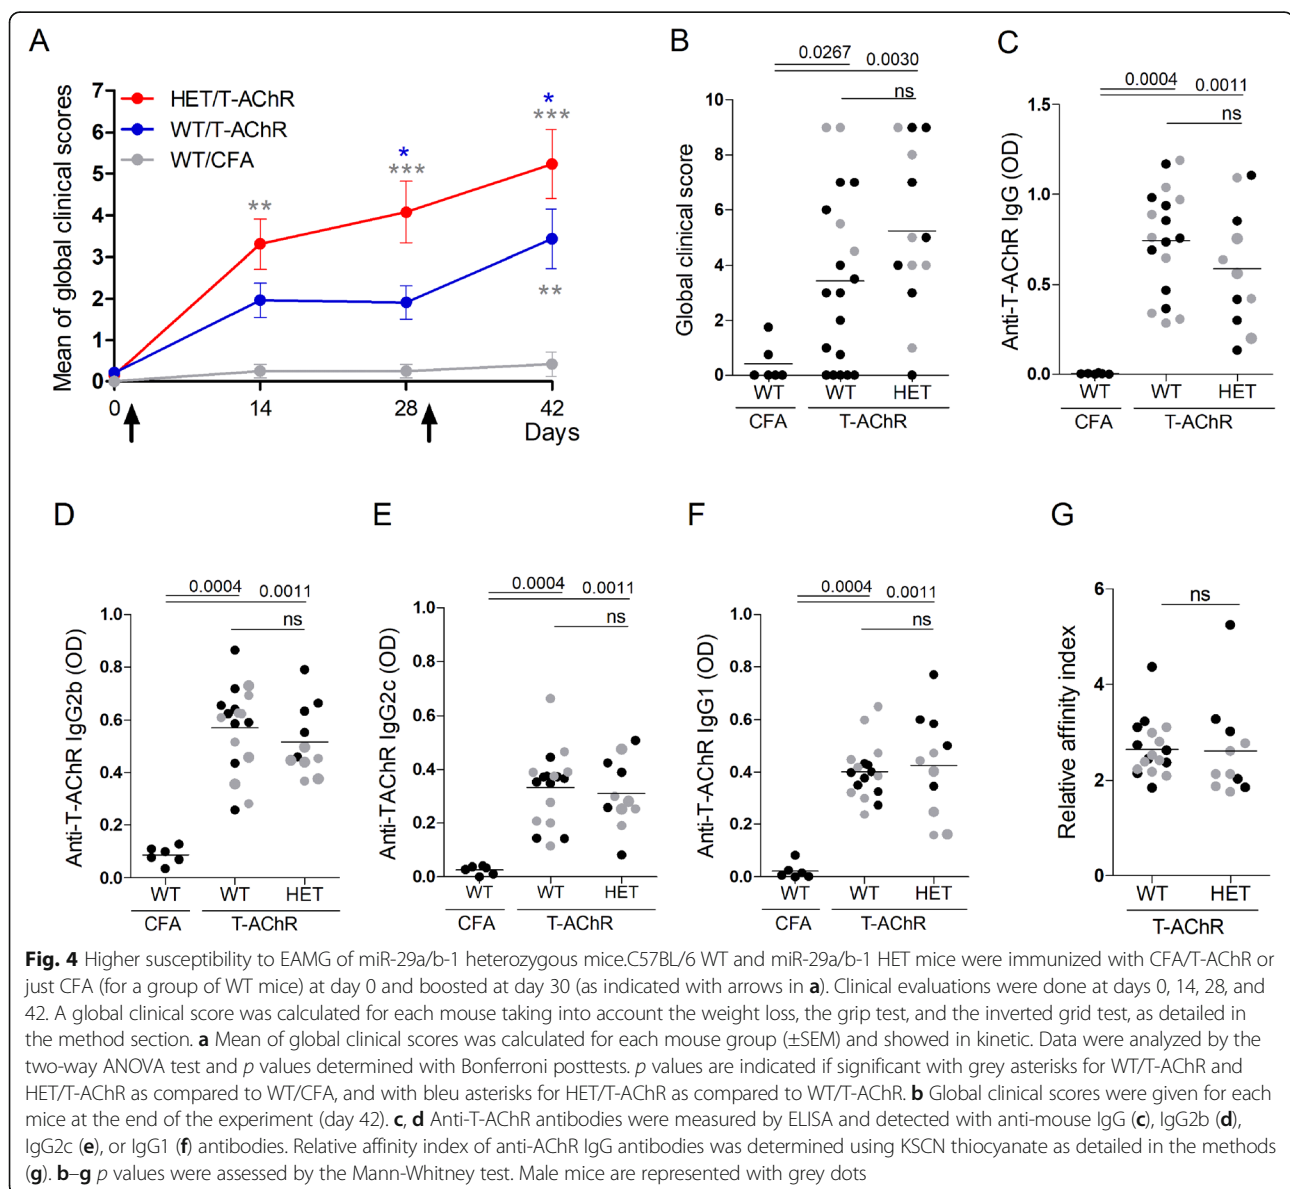 A
Mean of global clinical scores
7
6
5
4
3
2
1
0
HET/T-AChR
WT/T-AChR
WT/CFA
**
*
***
*
***
**
0
14
28
42
Days
B
0.0267
0.0030
ns
Global clinical score
10
8
6
4
2
0
WT
WT
HET
CFA
T-AChR
C
0.0004
0.0011
ns
Anti-T-AChR IgG (OD)
1.5
1.0
0.5
0.0
WT
WT
HET
CFA
T-AChR
D
0.0004
0.0011
ns
Anti-T-AChR IgG2b (OD)
1.0
0.8
0.6
0.4
0.2
0.0
WT
WT
HET
CFA
T-AChR
E
0.0004
0.0011
ns
Anti-TAChR IgG2c (OD)
1.0
0.8
0.6
0.4
0.2
0.0
WT
WT
HET
CFA
T-AChR
F
0.0004
0.0011
ns
Anti-T-AChR IgG1 (OD)
1.0
0.8
0.6
0.4
0.2
0.0
WT
WT
HET
CFA
T-AChR
G
ns
Relative affinity index
6
4
2
0
WT
HET
T-AChR
Fig. 4 Higher susceptibility to EAMG of miR-29a/b-1 heterozygous mice.C57BL/6 WT and miR-29a/b-1 HET mice were immunized with CFA/T-AChR or
just CFA (for a group of WT mice) at day 0 and boosted at day 30 (as indicated with arrows in a). Clinical evaluations were done at days 0, 14, 28, and
42. A global clinical score was calculated for each mouse taking into account the weight loss, the grip test, and the inverted grid test, as detailed in
the method section. a Mean of global clinical scores was calculated for each mouse group (±SEM) and showed in kinetic. Data were analyzed by the
two-way ANOVA test and p values determined with Bonferroni posttests. p values are indicated if significant with grey asterisks for WT/T-AChR and
HET/T-AChR as compared to WT/CFA, and with bleu asterisks for HET/T-AChR as compared to WT/T-AChR. b Global clinical scores were given for each
mice at the end of the experiment (day 42). c, d Anti-T-AChR antibodies were measured by ELISA and detected with anti-mouse IgG (c), IgG2b (d),
IgG2c (e), or IgG1 (f) antibodies. Relative affinity index of anti-AChR IgG antibodies was determined using KSCN thiocyanate as detailed in the methods
(g). b–g p values were assessed by the Mann-Whitney test. Male mice are represented with grey dots